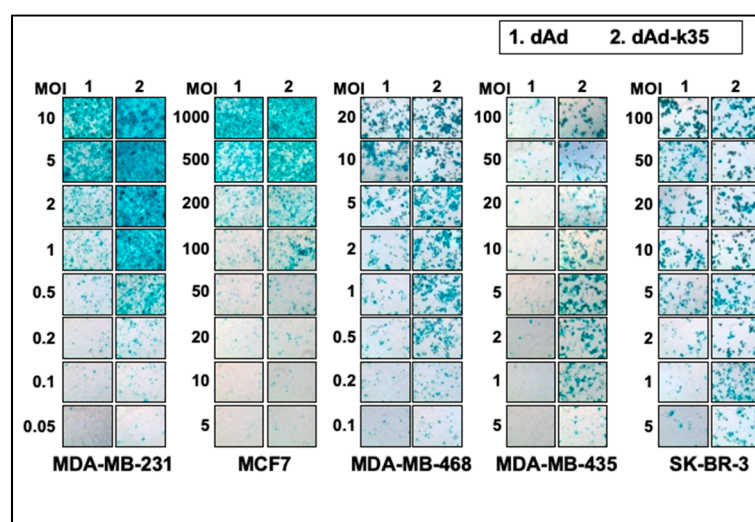 1. dAd 2. dAd-k35
MOI 1 2 MOI 1 2 MOI 1 2 MOI 1 2 MOI 1 2
10 1000 20 100 100
5 500 10 50 50
2 200 5 20 20
1 100 2 10 10
0.5 50 1 5 5
0.2 20 0.5 2 2
0.1 10 0.2 1 1
0.05 5 0.1 5 5
MDA-MB-231 MCF7 MDA-MB-468 MDA-MB-435 SK-BR-3